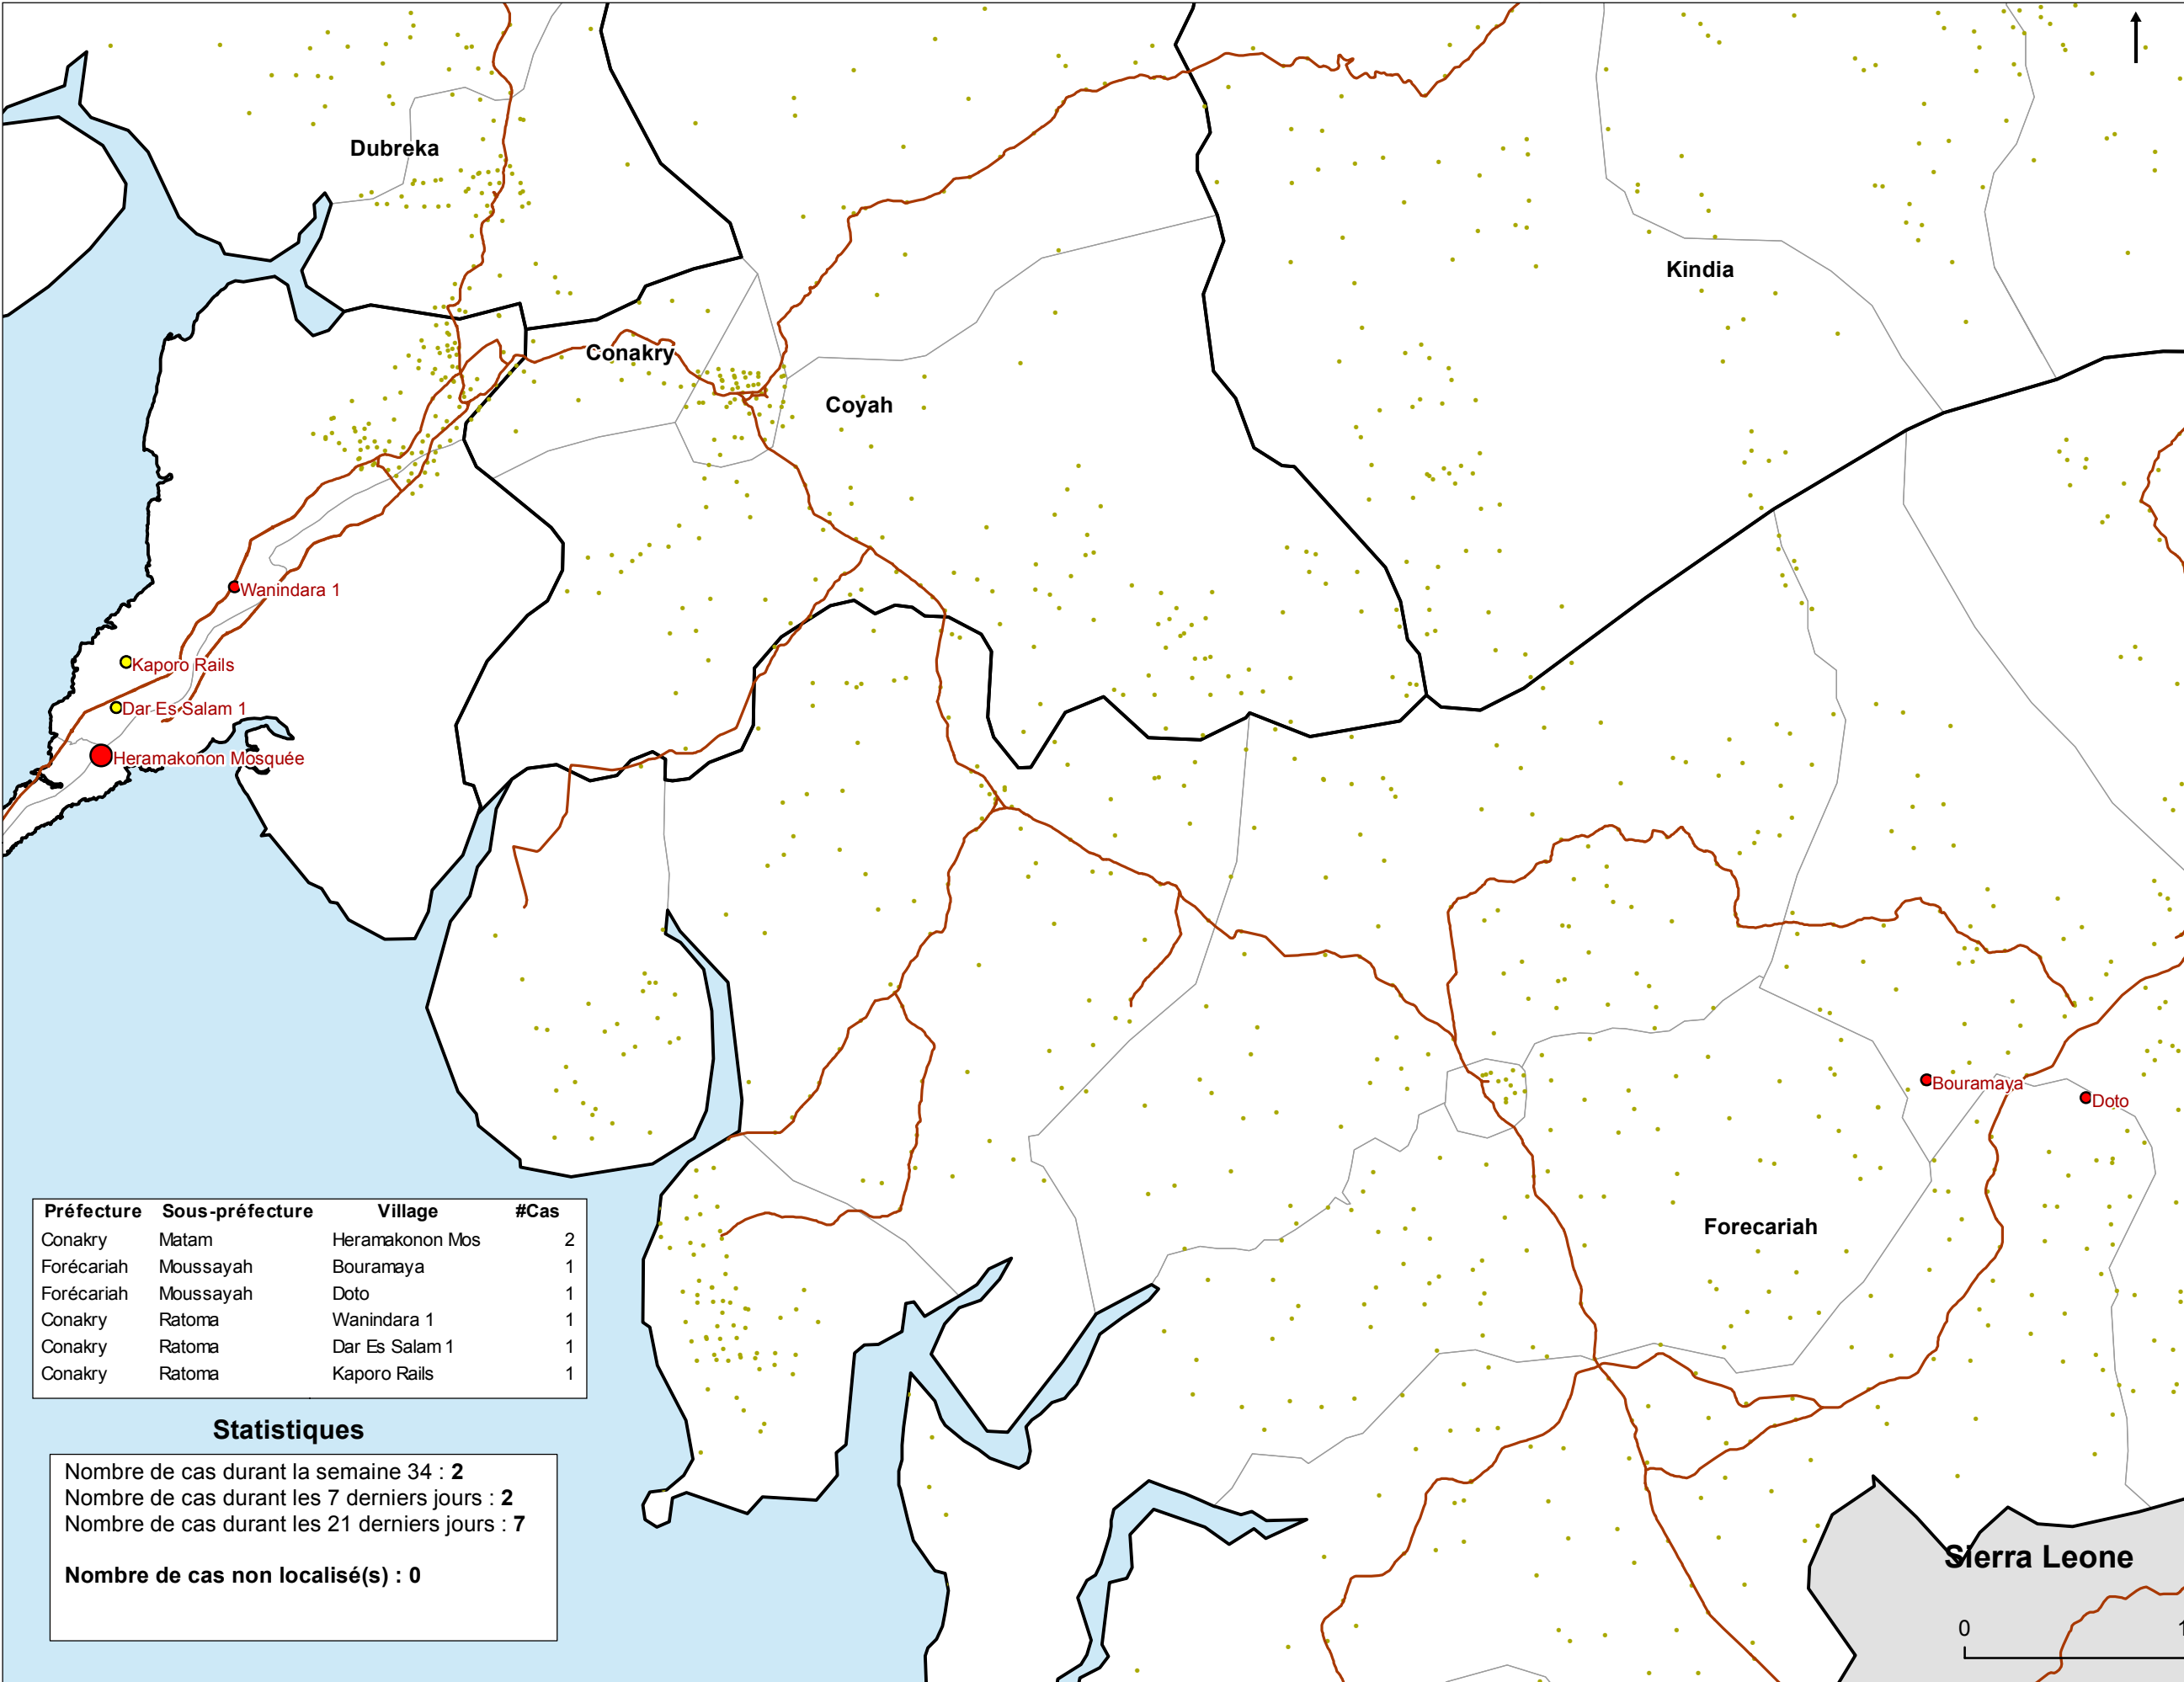 Dubreka
Kindia
Conakry
Coyah
Wanindara 1
Kaporo Rails
Dar Es Salam 1
Heramakonon Mosquée
Bouramaya
Doto
Forecariah
Préfecture Sous-préfecture Village #Cas
Conakry Matam Heramakonon Mos 2
Forécariah Moussayah Bouramaya 1
Forécariah Moussayah Doto 1
Conakry Ratoma Wanindara 1 1
Conakry Ratoma Dar Es Salam 1 1
Conakry Ratoma Kaporo Rails 1
Statistiques
Nombre de cas durant la semaine 34 : 2
Nombre de cas durant les 7 derniers jours : 2
Nombre de cas durant les 21 derniers jours : 7
Nombre de cas non localisé(s) : 0
Sierra Leone
0